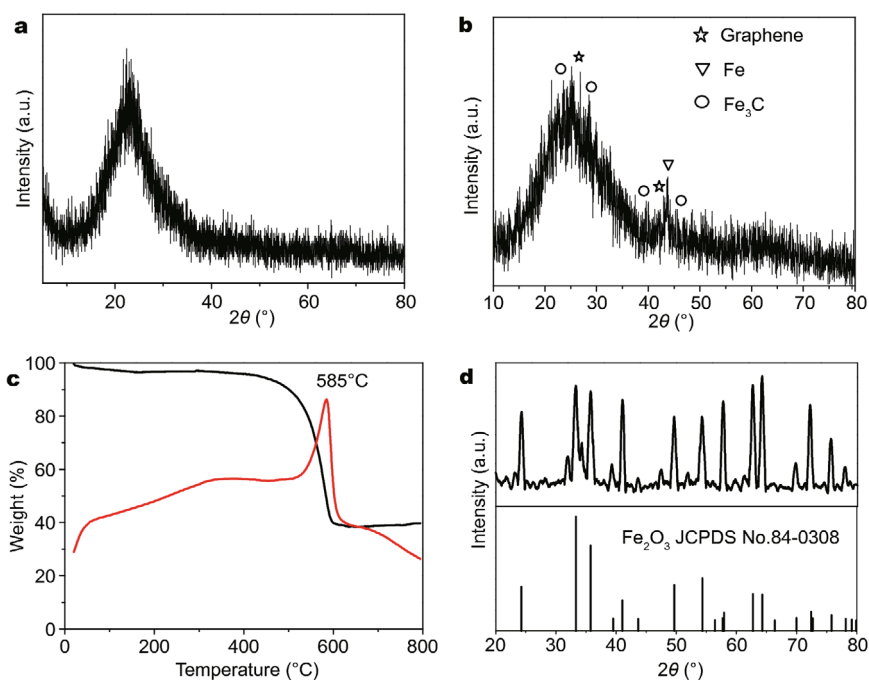 a
Intensity (a.u.)
20
40
60
80
2θ (°)
b
Intensity (a.u.)
Graphene
Fe
Fe₃C
10
20
30
40
50
60
70
80
2θ (°)
c
Weight (%)
100
80
60
40
20
0
585°C
0
200
400
600
800
Temperature (°C)
d
Intensity (a.u.)
Fe₂O₃ JCPDS No.84-0308
20
30
40
50
60
70
80
2θ (°)